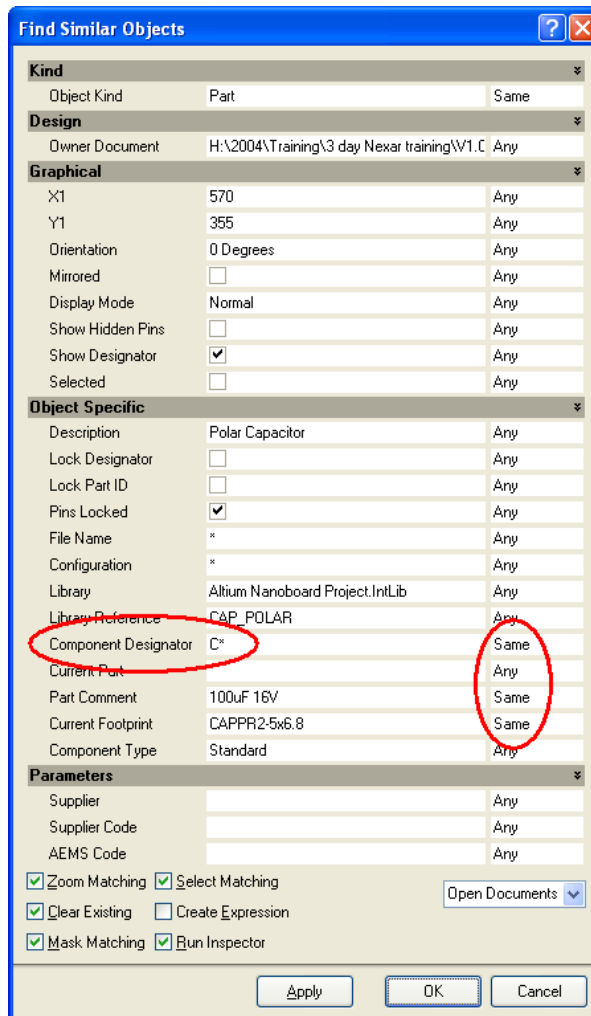 Find Similar Objects
Kind
Object Kind Part Same
Design
Owner Document H:\2004\Training\3 day Nexar training\V1.0 Any
Graphical
X1 570 Any
Y1 355 Any
Orientation 0 Degrees Any
Mirrored Any
Display Mode Normal Any
Show Hidden Pins Any
Show Designator Any
Selected Any
Object Specific
Description Polar Capacitor Any
Lock Designator Any
Lock Part ID Any
Pins Locked Any
File Name * Any
Configuration * Any
Library Altium Nanoboard Project.IntLib Any
Library Reference CAP_POLAR Any
Component Designator C* Same
Current Part Any
Part Comment 100uF 16V Same
Current Footprint CAPPR2-5x6.8 Same
Component Type Standard Any
Parameters
Supplier Any
Supplier Code Any
AEMS Code Any
Zoom Matching Select Matching
Open Documents
Clear Existing Create Expression
Mask Matching Run Inspector
Apply OK Cancel